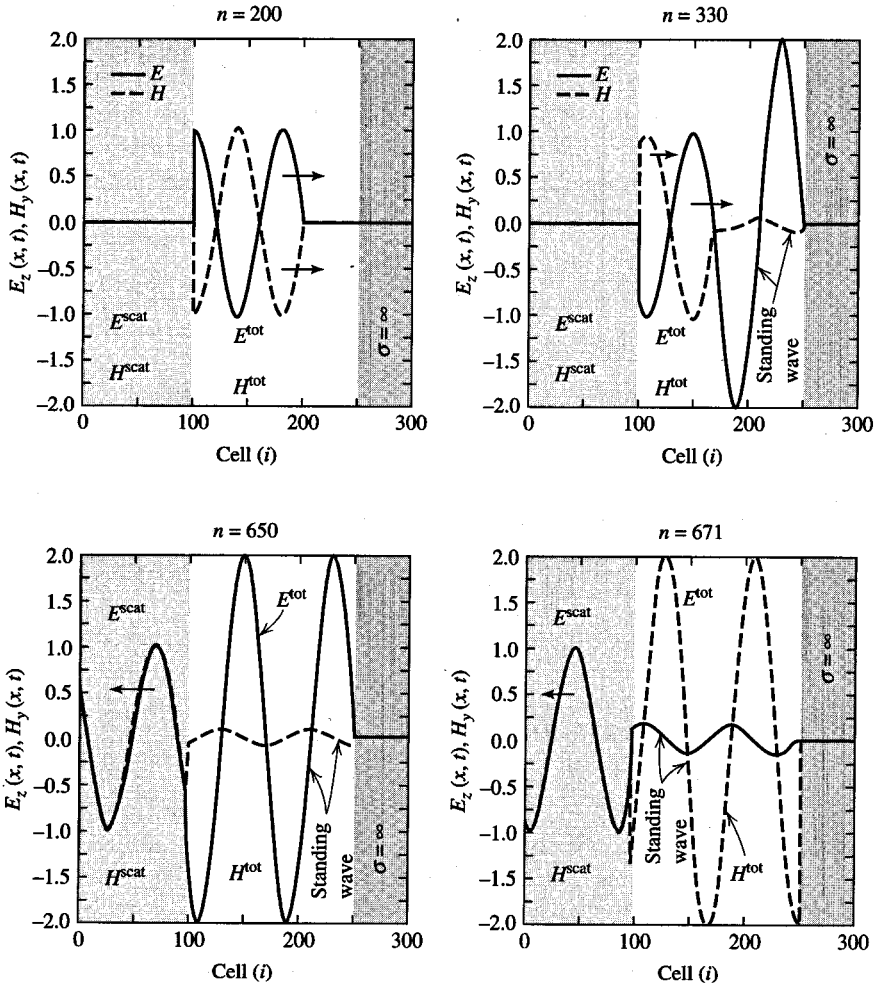 n = 200
2.0
1.5
1.0
0.5
0.0
−0.5
−1.0
−1.5
−2.0
E_z (x, t), H_y (x, t)
E
H
E^scat
H^scat
E^tot
H^tot
σ = ∞
0 100 200 300
Cell (i)
n = 330
2.0
1.5
1.0
0.5
0.0
−0.5
−1.0
−1.5
−2.0
E_z (x, t), H_y (x, t)
E
H
E^scat
H^scat
E^tot
H^tot
Standing
wave
σ = ∞
0 100 200 300
Cell (i)
n = 650
2.0
1.5
1.0
0.5
0.0
−0.5
−1.0
−1.5
−2.0
E_z (x, t), H_y (x, t)
E^scat
H^scat
E^tot
H^tot
Standing
wave
σ = ∞
0 100 200 300
Cell (i)
n = 671
2.0
1.5
1.0
0.5
0.0
−0.5
−1.0
−1.5
−2.0
E_z (x, t), H_y (x, t)
E^scat
H^scat
E^tot
Standing
wave
H^tot
σ = ∞
0 100 200 300
Cell (i)